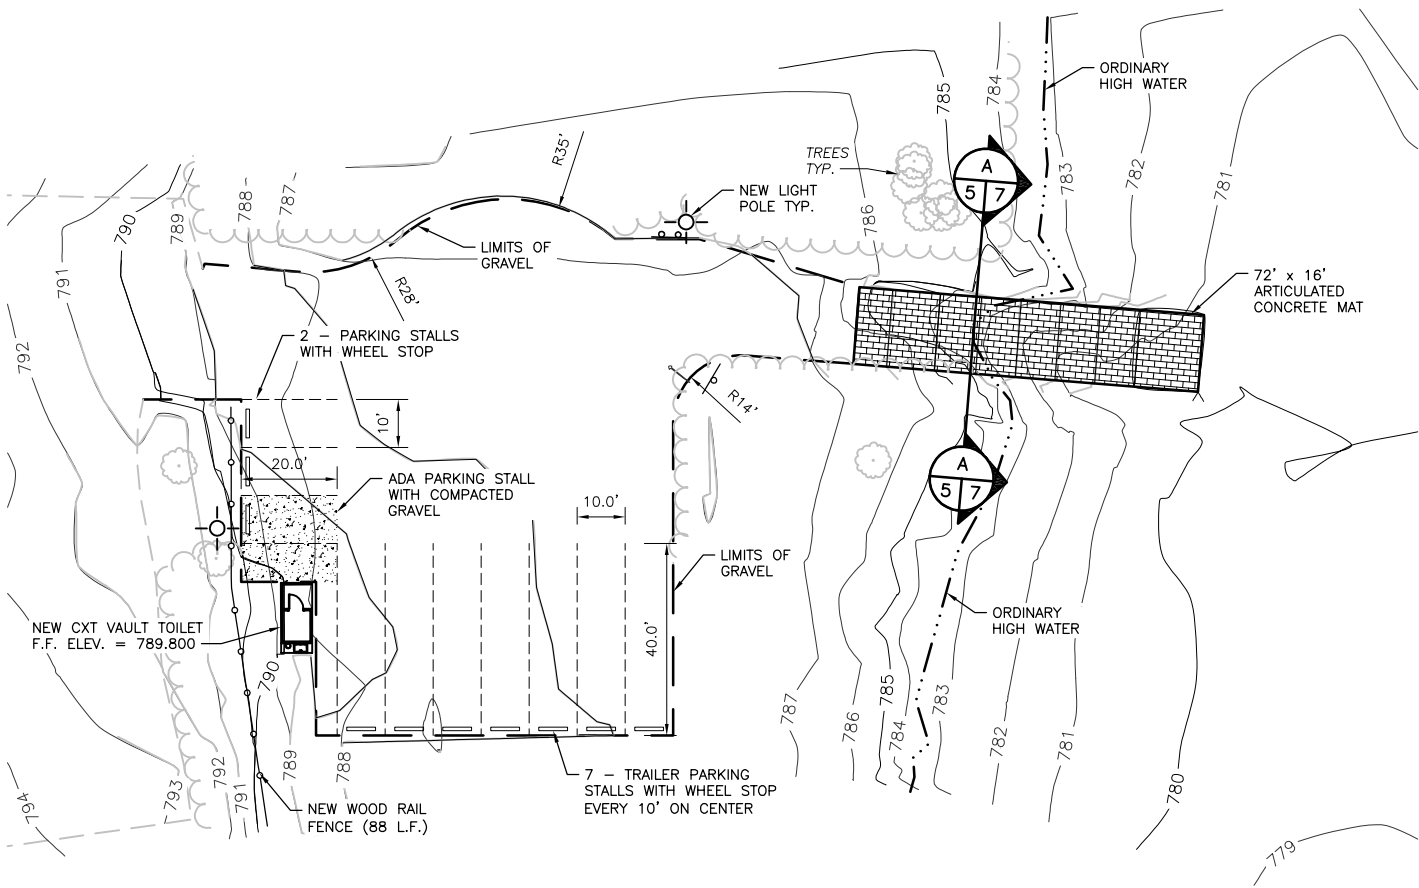 ORDINARY
HIGH WATER
784
785
783
782
781
R35'
TREES
TYP.
A
5 7
NEW LIGHT
POLE TYP.
786
787
788
789
790
791
792
LIMITS OF
GRAVEL
R28'
72' x 16'
ARTICULATED
CONCRETE MAT
2 - PARKING STALLS
WITH WHEEL STOP
10'
R14'
20.0'
ADA PARKING STALL
WITH COMPACTED
GRAVEL
10.0'
A
5 7
LIMITS OF
GRAVEL
ORDINARY
HIGH WATER
NEW CXT VAULT TOILET
F.F. ELEV. = 789.800
40.0'
790
789
788
787
786
785
784
783
782
781
780
779
794
793
792
791
7 - TRAILER PARKING
STALLS WITH WHEEL STOP
EVERY 10' ON CENTER
NEW WOOD RAIL
FENCE (88 L.F.)